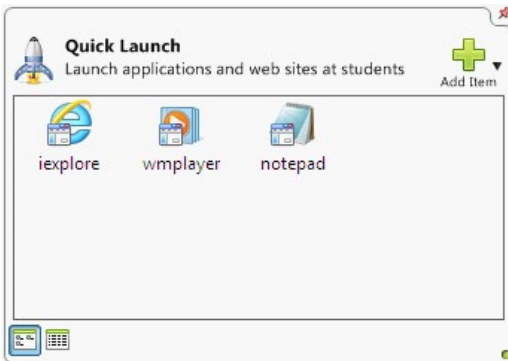 Quick Launch
Launch applications and web sites at students
Add Item
iexplore
wmplayer
notepad